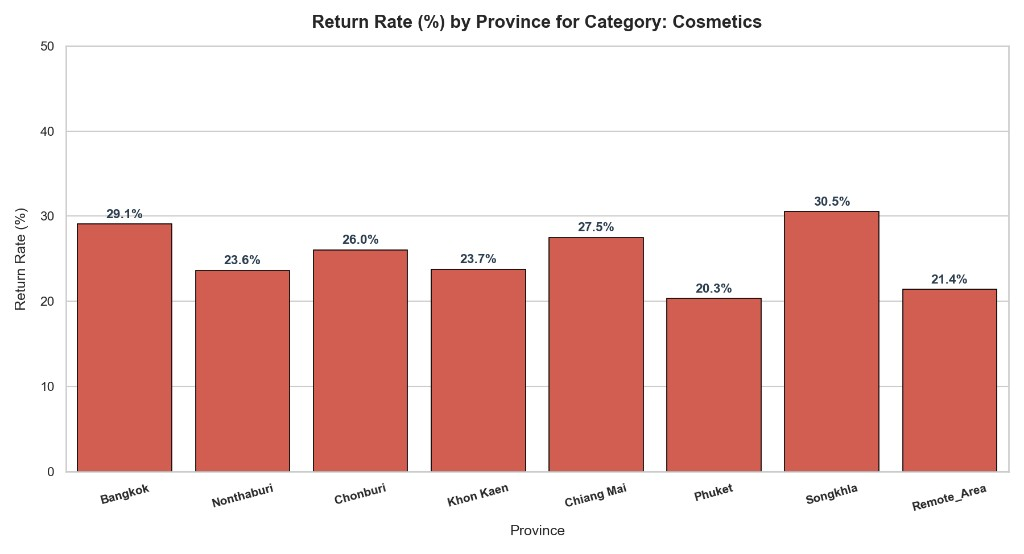 Return Rate (%) by Province for Category: Cosmetics
Return Rate (%)
50
40
30
20
10
0
29.1%
23.6%
26.0%
23.7%
27.5%
20.3%
30.5%
21.4%
Bangkok
Nonthaburi
Chonburi
Khon Kaen
Chiang Mai
Phuket
Songkhla
Remote_Area
Province